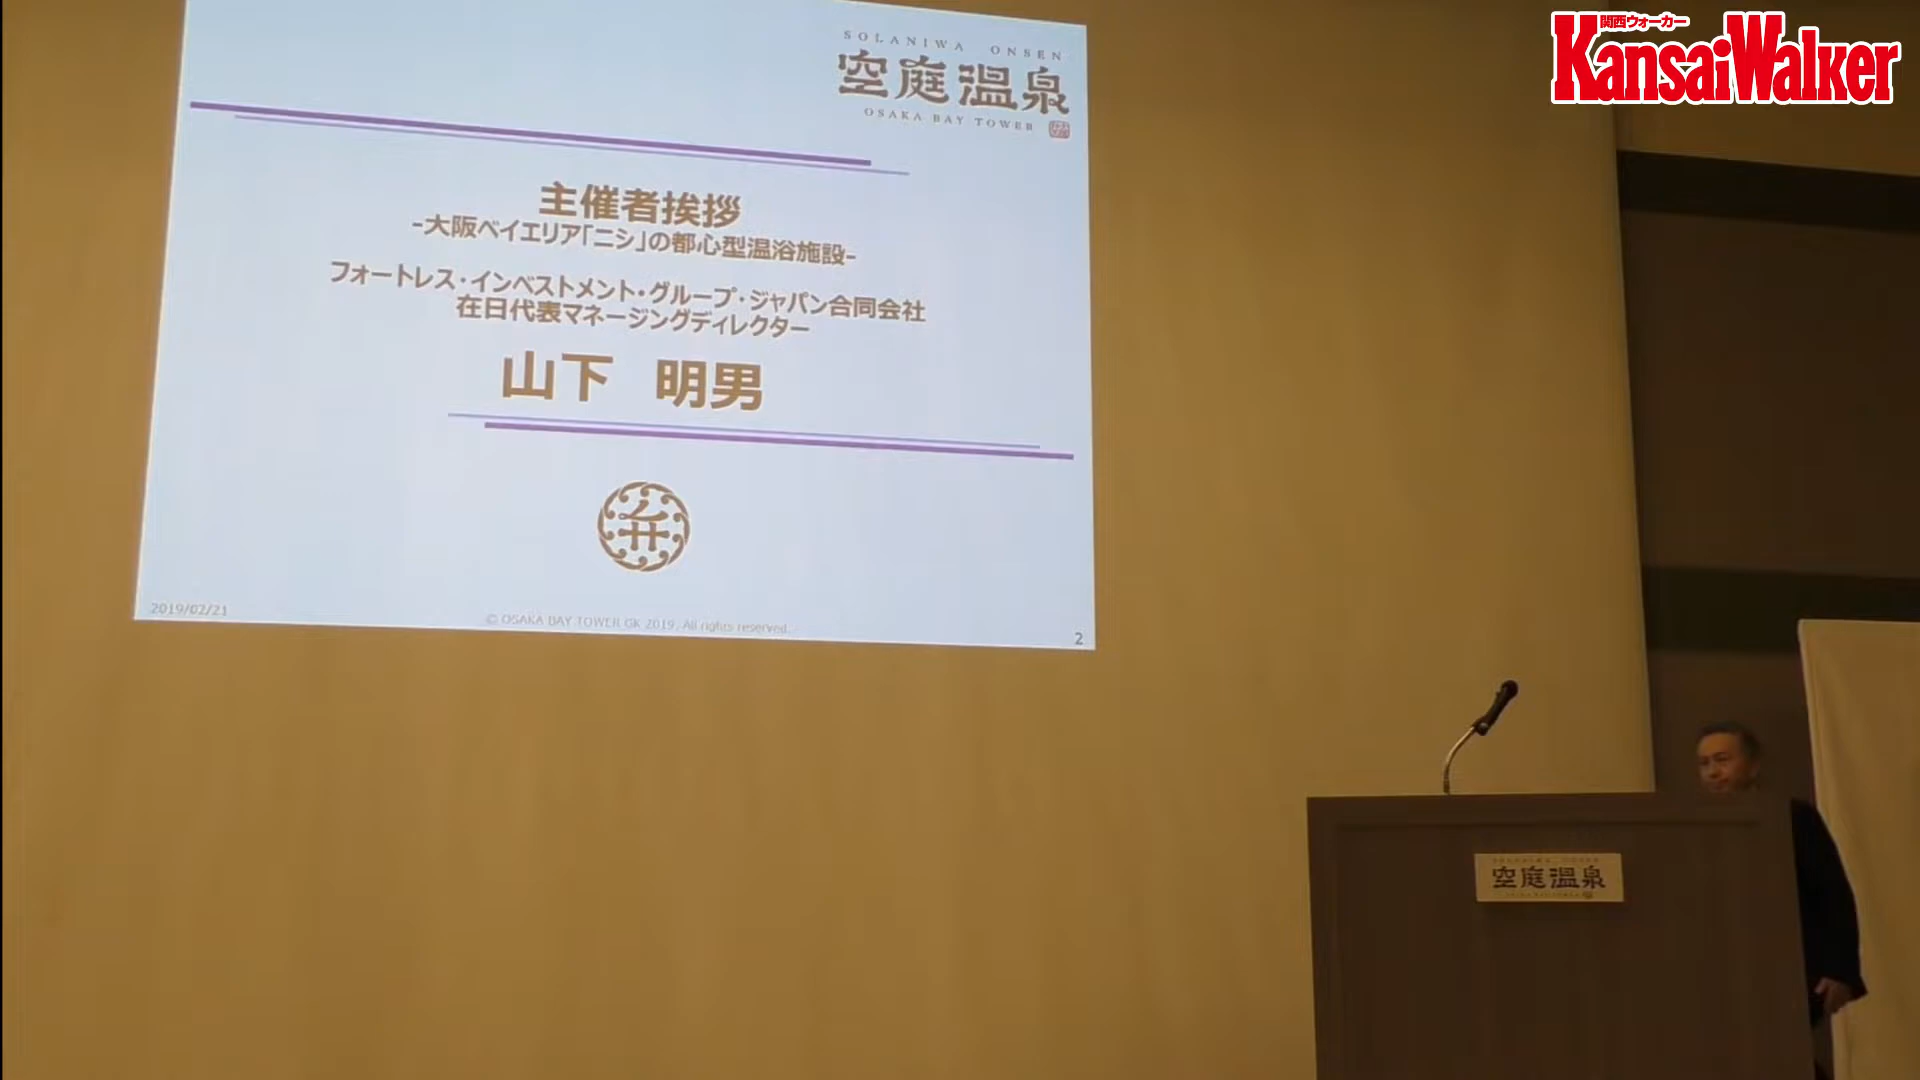 SOLANIWA ONSEN
空庭温泉
OSAKA BAY TOWER
主催者挨拶
-大阪ベイエリア「ニシ」の都心型温浴施設-
フォートレス・インベストメント・グループ・ジャパン合同会社
在日代表マネージングディレクター
山下 明男
2019/02/21
© OSAKA BAY TOWER GK 2019. All rights reserved.
2
関西ウォーカー
KansaiWalker
空庭温泉